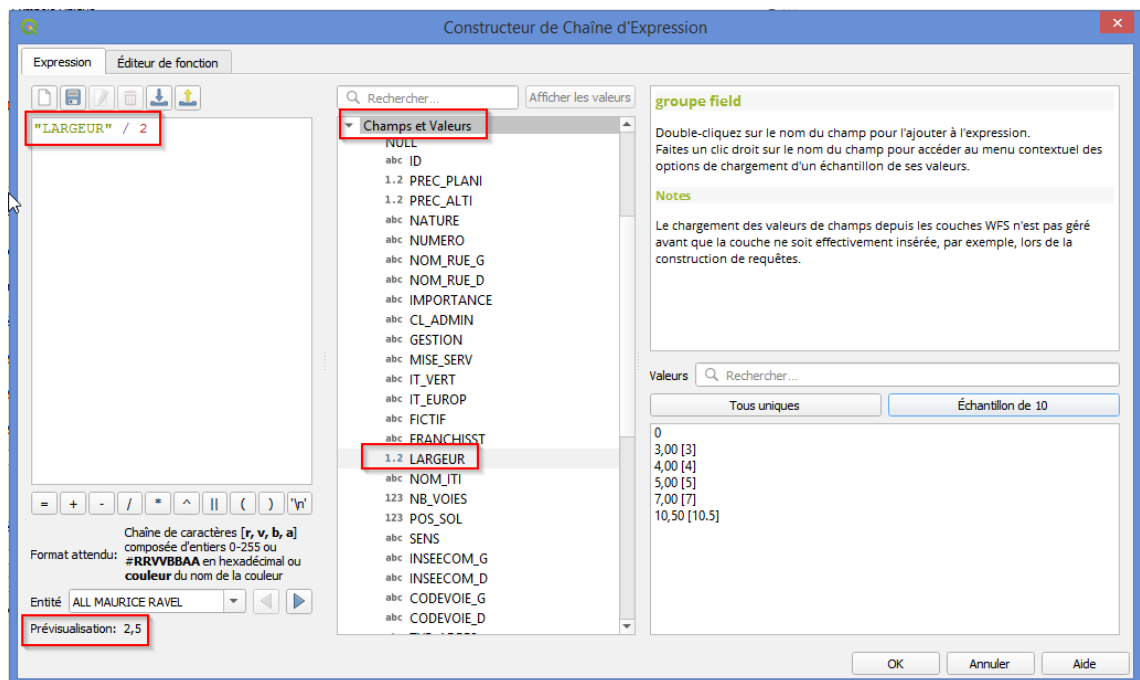 Constructeur de Chaîne d'Expression
Expression
Éditeur de fonction
"LARGEUR" / 2
= + - / * ^ || ( ) '\n'
Format attendu:
Chaîne de caractères [r, v, b, a]
composée d'entiers 0-255 ou
#RRVVBBAA en hexadécimal ou
couleur du nom de la couleur
Entité ALL MAURICE RAVEL
Prévisualisation: 2,5
Rechercher...
Afficher les valeurs
Champs et Valeurs
NULL
abc ID
1.2 PREC_PLANI
1.2 PREC_ALTI
abc NATURE
abc NUMERO
abc NOM_RUE_G
abc NOM_RUE_D
abc IMPORTANCE
abc CL_ADMIN
abc GESTION
abc MISE_SERV
abc IT_VERT
abc IT_EUROP
abc FICTIF
abc FRANCHISST
1.2 LARGEUR
abc NOM_ITI
123 NB_VOIES
123 POS_SOL
abc SENS
abc INSEECOM_G
abc INSEECOM_D
abc CODEVOIE_G
abc CODEVOIE_D
groupe field
Double-cliquez sur le nom du champ pour l'ajouter à l'expression.
Faites un clic droit sur le nom du champ pour accéder au menu contextuel des
options de chargement d'un échantillon de ses valeurs.
Notes
Le chargement des valeurs de champs depuis les couches WFS n'est pas géré
avant que la couche ne soit effectivement insérée, par exemple, lors de la
construction de requêtes.
Valeurs
Rechercher...
Tous uniques
Échantillon de 10
0
3,00 [3]
4,00 [4]
5,00 [5]
7,00 [7]
10,50 [10.5]
OK
Annuler
Aide